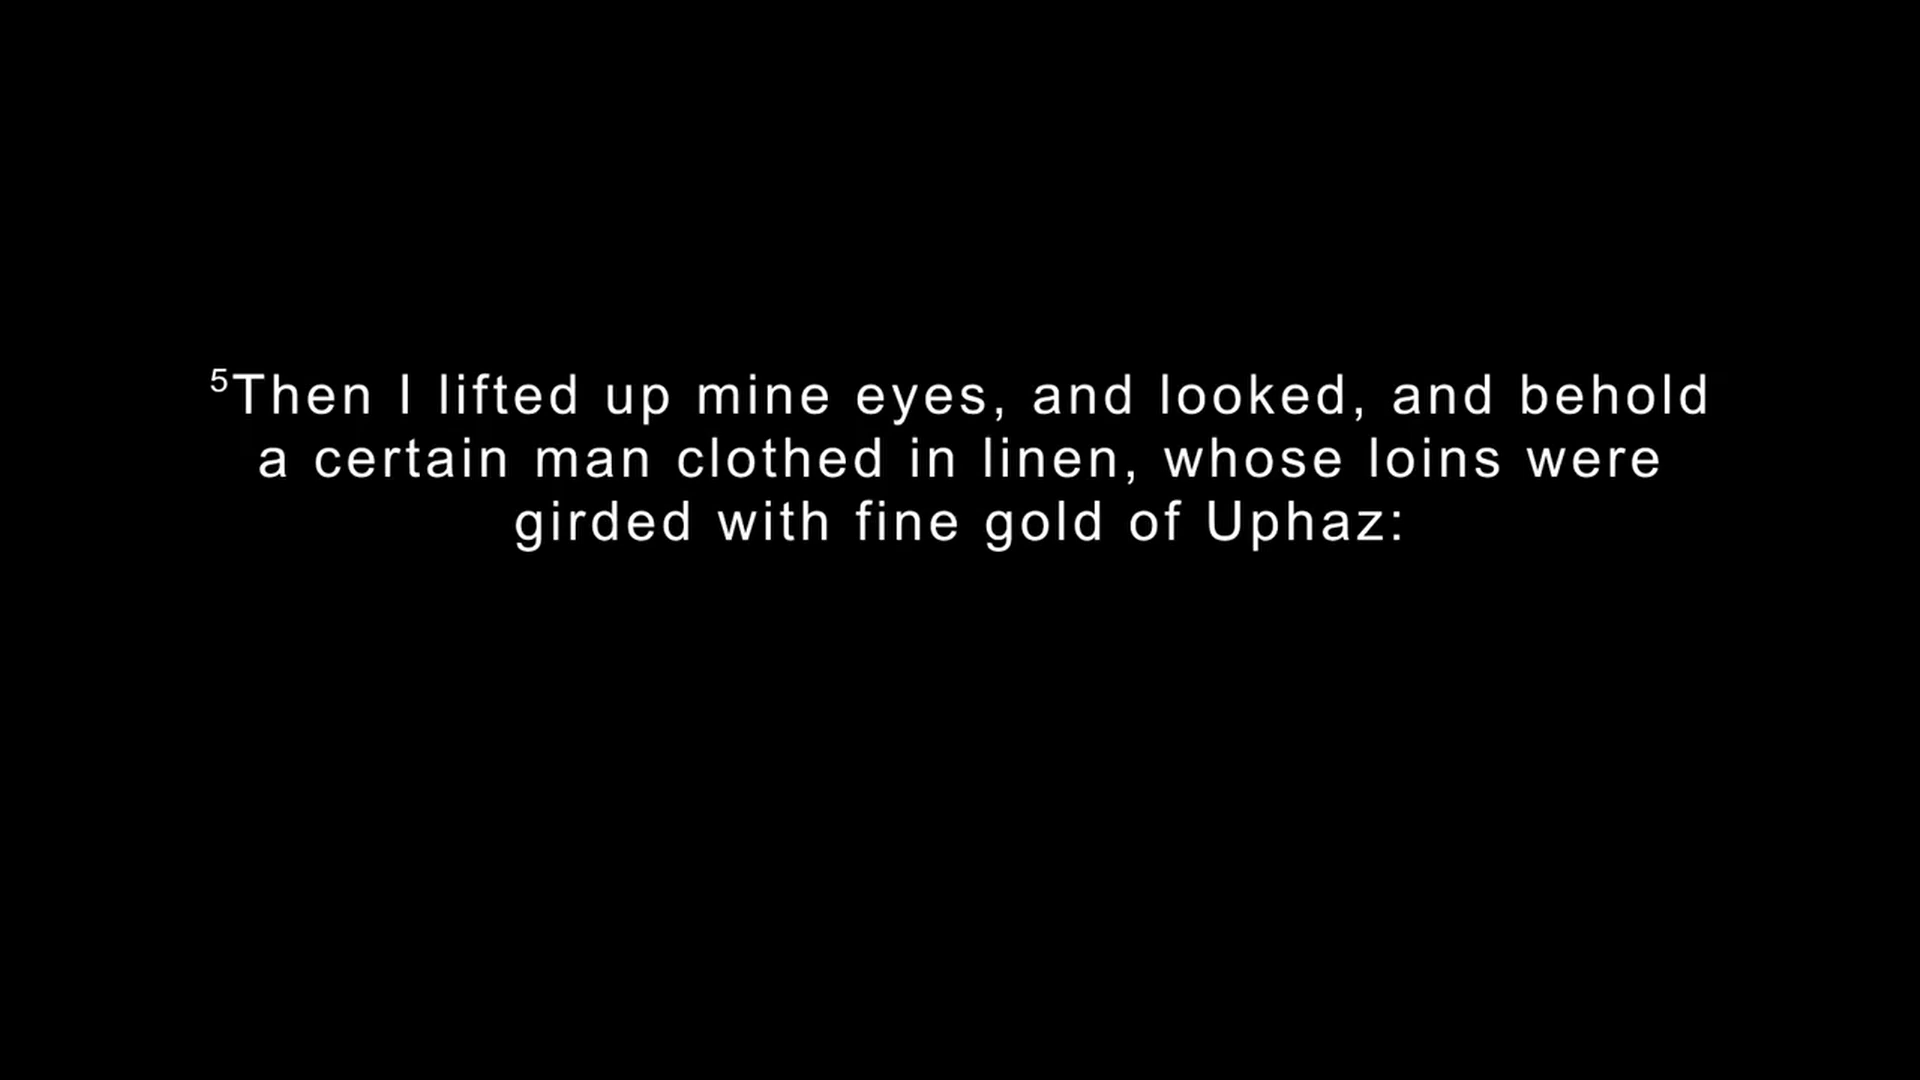 ⁵Then I lifted up mine eyes, and looked, and behold
a certain man clothed in linen, whose loins were
girded with fine gold of Uphaz: